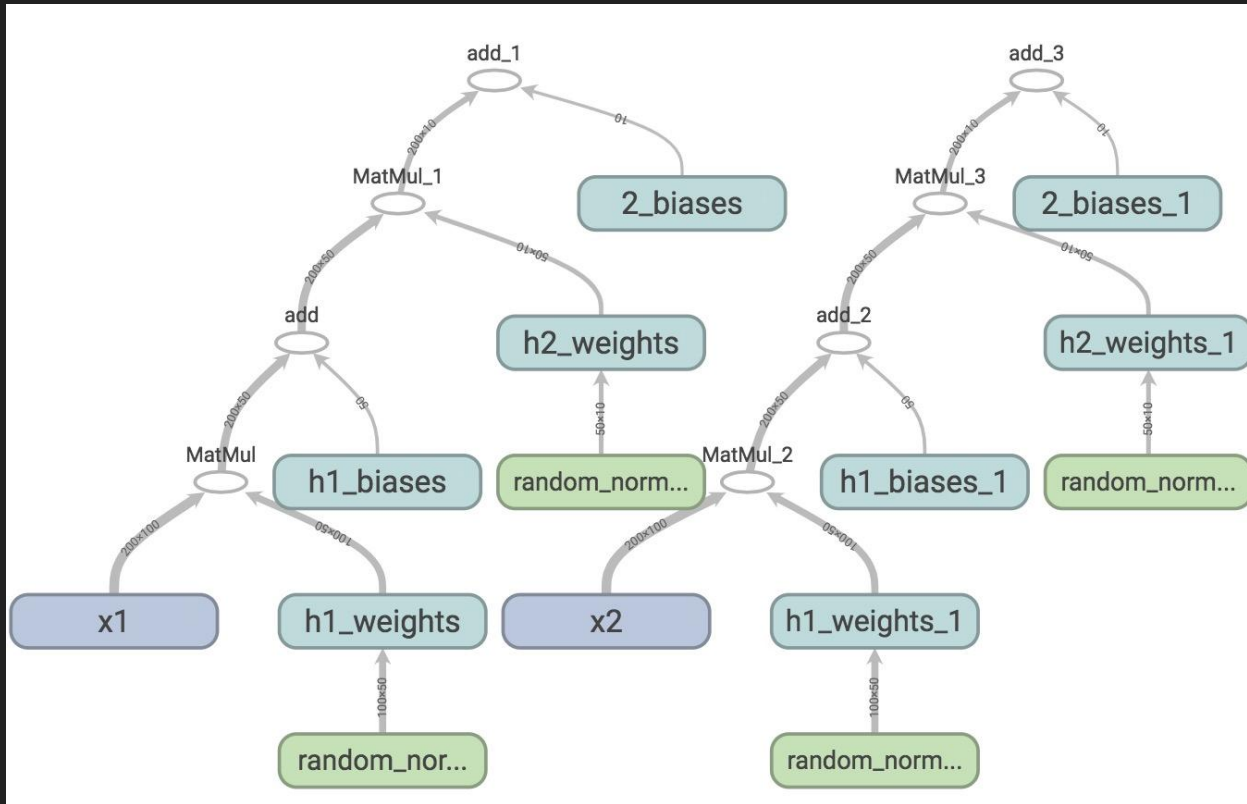 add_1
add_3
200×10
10
200×10
10
MatMul_1
MatMul_3
2_biases
2_biases_1
200×50
50×10
200×50
50×10
add
add_2
h2_weights
h2_weights_1
200×50
50
50×10
200×50
50
50×10
MatMul
MatMul_2
h1_biases
random_norm...
h1_biases_1
random_norm...
200×100
100×50
200×100
100×50
x1
h1_weights
x2
h1_weights_1
100×50
100×50
random_nor...
random_norm...